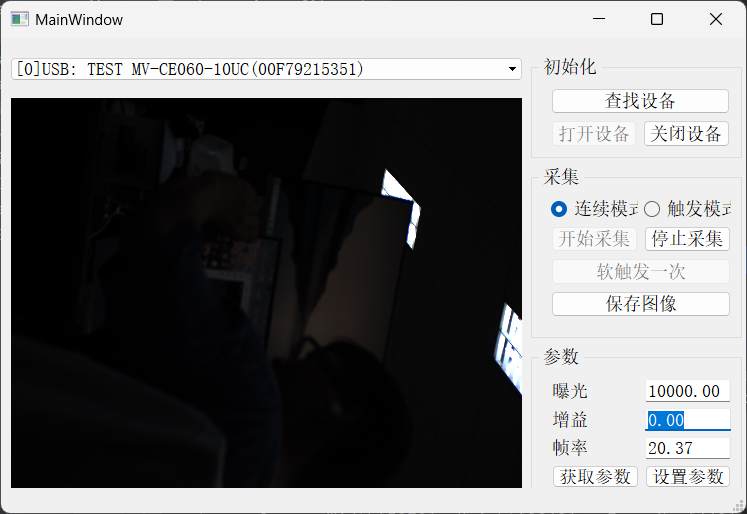 MainWindow
[0]USB: TEST MV-CE060-10UC(00F79215351)
初始化
查找设备
打开设备 关闭设备
采集
连续模式 触发模式
开始采集 停止采集
软触发一次
保存图像
参数
曝光 10000.00
增益 0.00
帧率 20.37
获取参数 设置参数